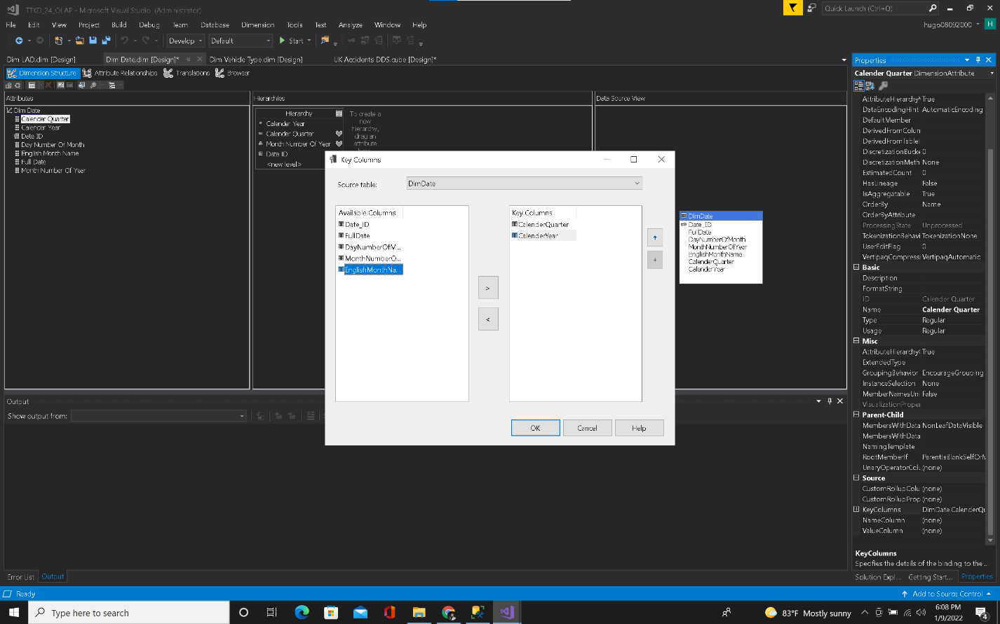 TTKD_24_OLAP - Microsoft Visual Studio (Administrator)
Quick Launch (Ctrl+Q)
File Edit View Project Build Debug Team Database Dimension Tools Test Analyze Window Help
hugo08092000 H
Develop Default Start
Dim LAD.dim [Design] Dim Date.dim [Design]* Dim Vehicle Type.dim [Design] UK Accidents DDS.cube [Design]*
Dimension Structure Attribute Relationships Translations Browser
Attributes
Dim Date
Calender Quarter
Calender Year
Date ID
Day Number Of Month
English Month Name
Full Date
Month Number Of Year
Hierarchies
Hierarchy
Calender Year
Calender Quarter
Month Number Of Year
Date ID
<new level>
To create a
new
hierarchy,
drag an
attribute
Data Source View
DimDate
Date_ID
FullDate
DayNumberOfMonth
MonthNumberOfYear
EnglishMonthName
CalenderQuarter
CalenderYear
Key Columns
Source table: DimDate
Available Columns
Date_ID
FullDate
DayNumberOfM...
MonthNumberO...
EnglishMonthNa...
>
<
Key Columns
CalenderQuarter
CalenderYear
OK Cancel Help
Output
Show output from:
Error List Output
Properties
Calender Quarter DimensionAttribute
AttributeHierarchy True
DataEncodingHint AutomaticEncoding
DefaultMember
DerivedFromColun
DerivedFromTableI
DiscretizationBucke 0
DiscretizationMeth None
EstimatedCount 0
HasLineage False
IsAggregatable True
OrderBy Name
OrderByAttribute
ProcessingState Unprocessed
TokenizationBehavi TokenizationNone
UserEditFlag 0
VertipaqCompressi VertipaqAutomatic
Basic
Description
FormatString
ID Calender Quarter
Name Calender Quarter
Type Regular
Usage Regular
Misc
AttributeHierarchy True
ExtendedType
GroupingBehavior EncourageGrouping
InstanceSelection None
MemberNamesUni False
VisualizationProper
Parent-Child
MembersWithData NonLeafDataVisible
MembersWithData
NamingTemplate
RootMemberIf ParentIsBlankSelfOrM
UnaryOperatorColu (none)
Source
CustomRollupColu (none)
CustomRollupProp (none)
KeyColumns DimDate.CalenderQu
NameColumn (none)
ValueColumn (none)
KeyColumns
Specifies the details of the binding to the ...
Solution Expl... Getting Start... Properties
Ready
Add to Source Control
Type here to search
83°F Mostly sunny
6:08 PM
1/9/2022
4